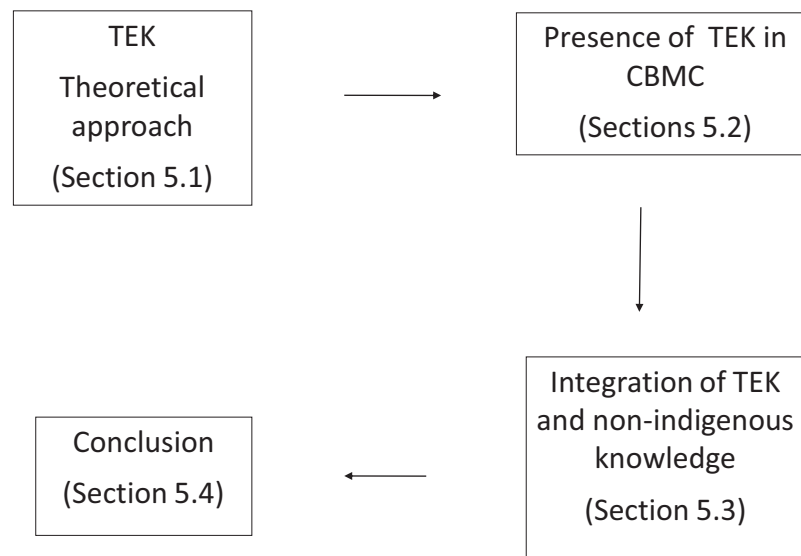 TEK
Theoretical
approach
(Section 5.1)
Presence of TEK in
CBMC
(Sections 5.2)
Integration of TEK
and non-indigenous
knowledge
(Section 5.3)
Conclusion
(Section 5.4)